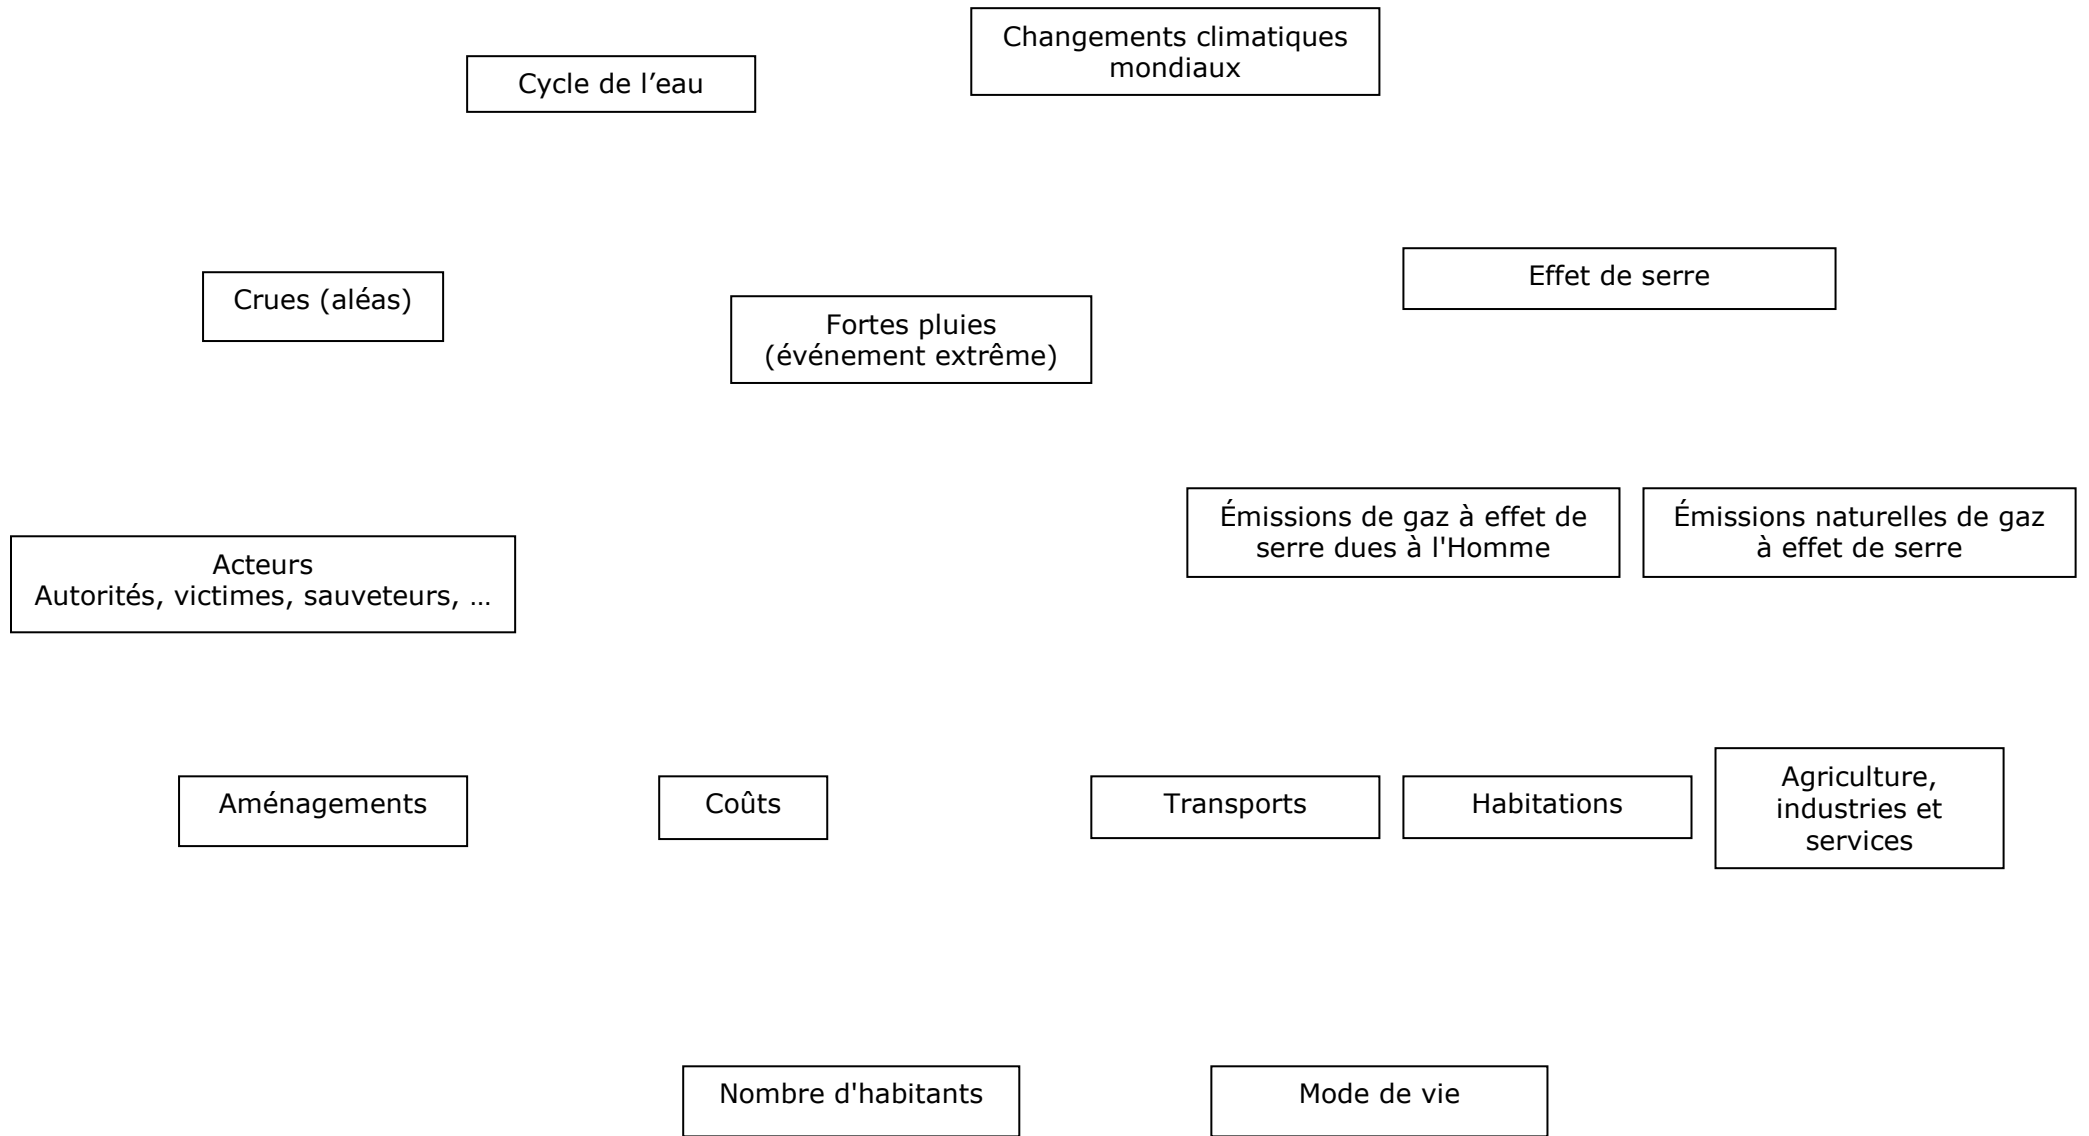 Changements climatiques
mondiaux
Cycle de l’eau
Effet de serre
Crues (aléas)
Fortes pluies
(événement extrême)
Émissions de gaz à effet de
serre dues à l'Homme
Émissions naturelles de gaz
à effet de serre
Acteurs
Autorités, victimes, sauveteurs, …
Aménagements
Coûts
Transports
Habitations
Agriculture,
industries et
services
Nombre d'habitants
Mode de vie